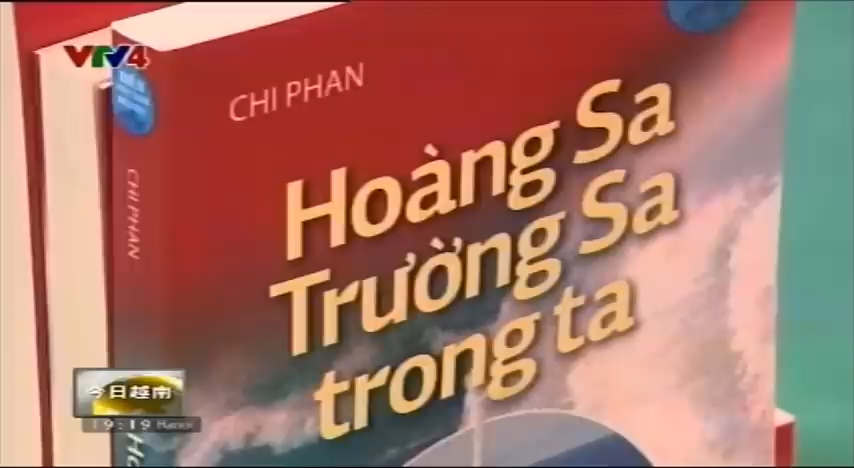 VTV4
CHI PHAN
Hoàng Sa
Trường Sa
trong ta
CHI PHAN
今日越南
19:19 Hanoi